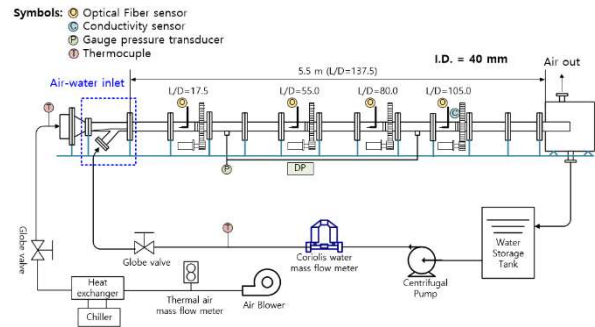 Symbols: O Optical Fiber sensor
C Conductivity sensor
P Gauge pressure transducer
T Thermocuple
I.D. = 40 mm
Air out
5.5 m (L/D=137.5)
Air-water inlet
L/D=17.5
L/D=55.0
L/D=80.0
L/D=105.0
O
O
O
O
C
T
P
DP
T
Globe valve
Globe valve
Coriolis water
mass flow meter
Centrifugal
Pump
Water
Storage
Tank
Heat
exchanger
Chiller
Thermal air
mass flow meter
Air Blower